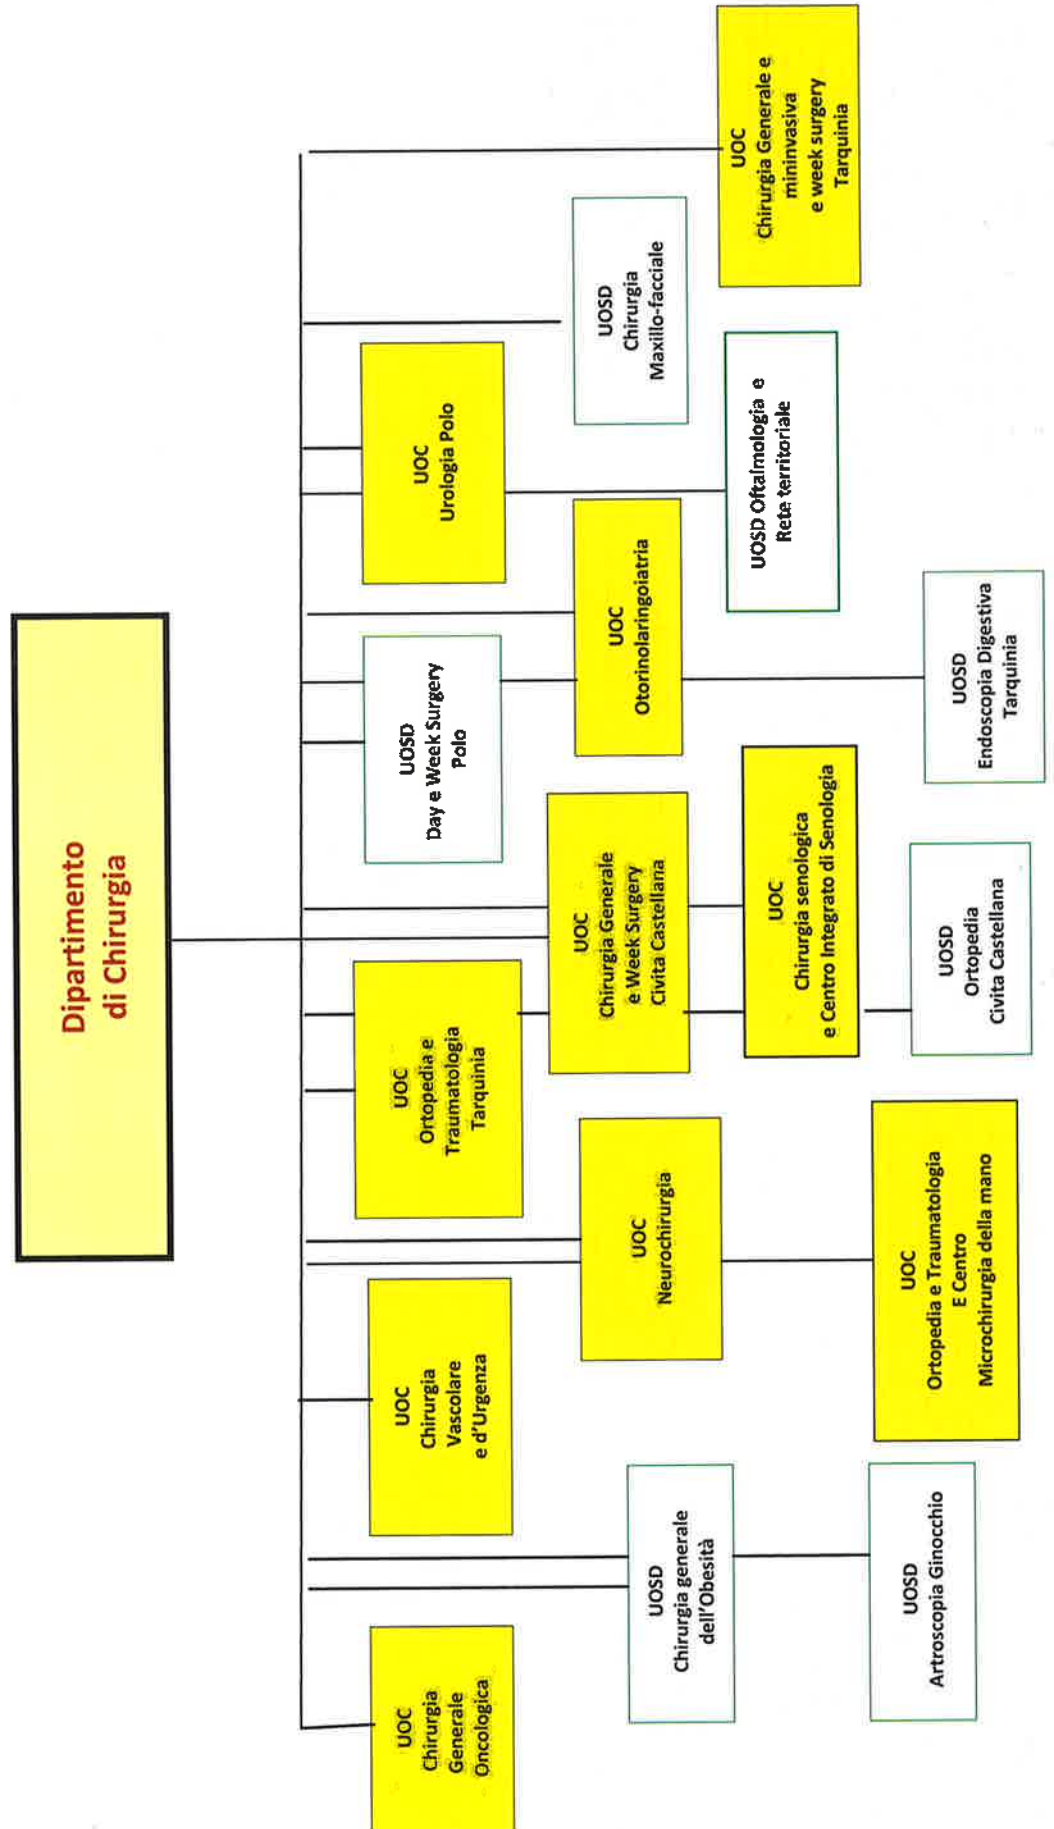 Dipartimento
di Chirurgia
UOC
Chirurgia
Generale
Oncologica
UOC
Chirurgia
Vascolare
e d'Urgenza
UOC
Ortopedia e
Traumatologia
Tarquinia
UOSD
Day e Week Surgery
Polo
UOC
Urologia Polo
UOSD
Chirurgia generale
dell'Obesità
UOC
Neurochirurgia
UOC
Chirurgia Generale
e Week Surgery
Civita Castellana
UOC
Otorinolaringoiatria
UOSD
Chirurgia
Maxillo-facciale
UOSD
Artroscopia Ginocchio
UOC
Ortopedia e Traumatologia
E Centro
Microchirurgia della mano
UOC
Chirurgia senologica
e Centro Integrato di Senologia
UOSD Oftalmologia e
Rete territoriale
UOC
Chirurgia Generale e
mininvasiva
e week surgery
Tarquinia
UOSD
Ortopedia
Civita Castellana
UOSD
Endoscopia Digestiva
Tarquinia